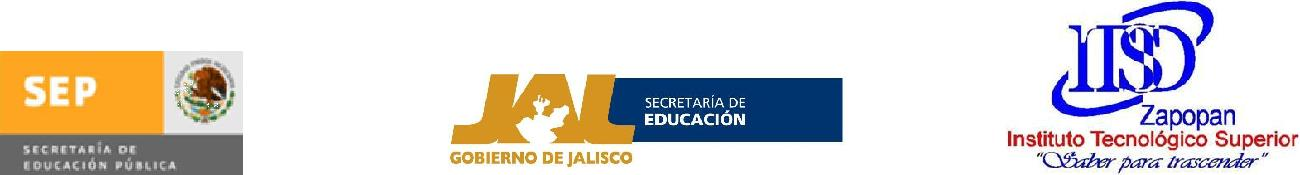 SEP
SECRETARÍA DE
EDUCACIÓN PÚBLICA
JAL
GOBIERNO DE JALISCO
SECRETARÍA DE
EDUCACIÓN
Zapopan
Instituto Tecnológico Superior
"Saber para trascender"